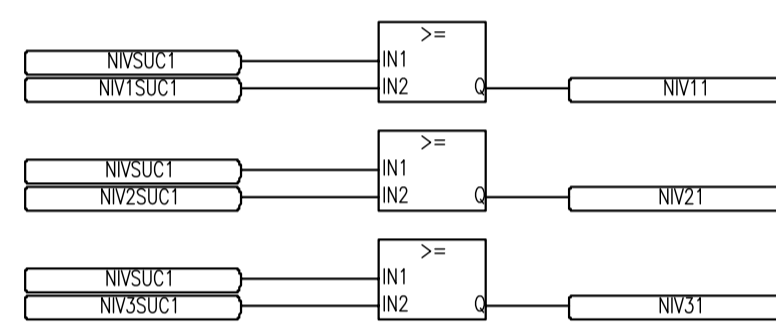 >=
NIVSUC1 IN1
NIV1SUC1 IN2 Q NIV11
>=
NIVSUC1 IN1
NIV2SUC1 IN2 Q NIV21
>=
NIVSUC1 IN1
NIV3SUC1 IN2 Q NIV31